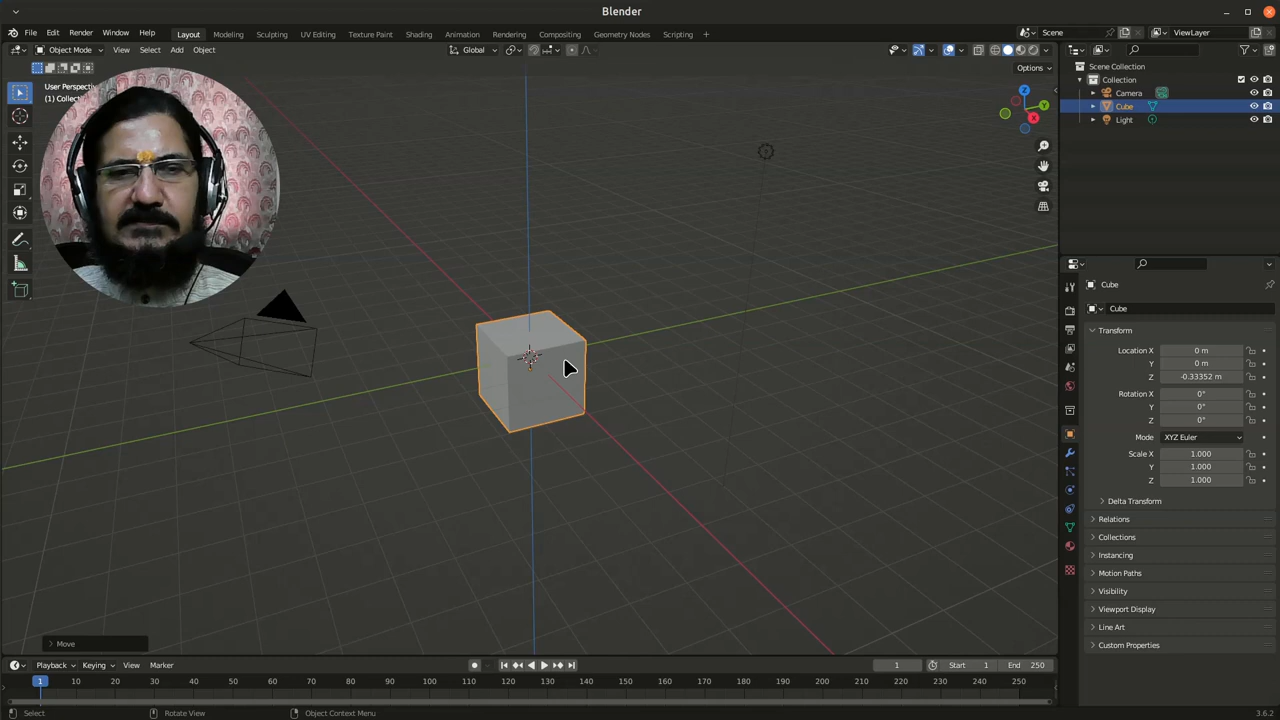 Blender
File Edit Render Window Help Layout Modeling Sculpting UV Editing Texture Paint Shading Animation Rendering Compositing Geometry Nodes Scripting + Scene ViewLayer
Object Mode View Select Add Object Global
Options
User Perspectiv
(1) Collecti
Scene Collection
Collection
Camera
Cube
Light
X
Y
Z
Cube
Cube
Transform
Location X 0 m
Y 0 m
Z -0.33352 m
Rotation X 0°
Y 0°
Z 0°
Mode XYZ Euler
Scale X 1.000
Y 1.000
Z 1.000
Delta Transform
Relations
Collections
Instancing
Motion Paths
Visibility
Viewport Display
Line Art
Custom Properties
Move
Playback Keying View Marker 1 Start 1 End 250
1 10 20 30 40 50 60 70 80 90 100 110 120 130 140 150 160 170 180 190 200 210 220 230 240 250
Select Rotate View Object Context Menu 3.6.2